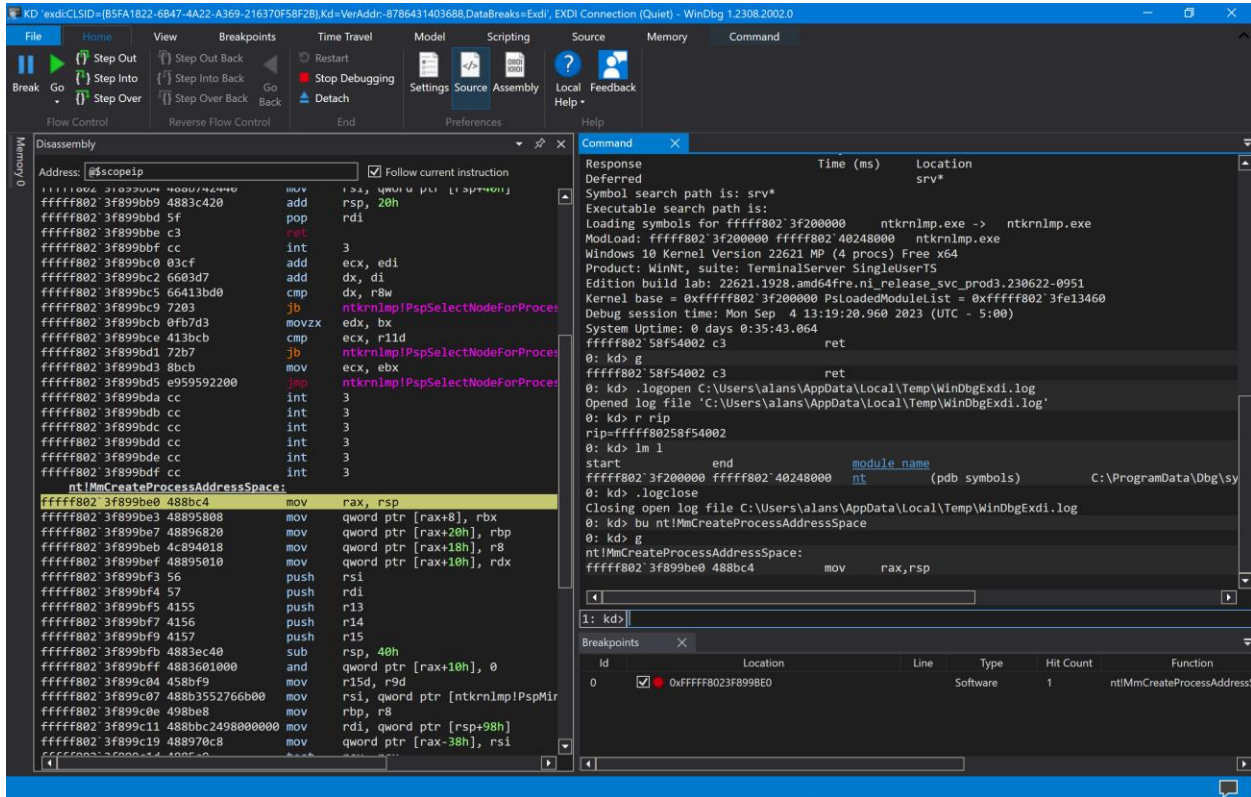 KD 'exdi:CLSID={B5FA1822-6B47-4A22-A369-216370F58F2B},Kd=VerAddr:-8786431403688,DataBreaks=Exdi', EXDI Connection (Quiet) - WinDbg 1.2308.2002.0
File Home View Breakpoints Time Travel Model Scripting Source Memory Command
Break
Go
Step Out
Step Into
Step Over
Flow Control
Step Out Back
Step Into Back
Step Over Back
Go Back
Reverse Flow Control
Restart
Stop Debugging
Detach
End
Settings Source Assembly
Preferences
Local Help
Feedback
Help
Memory 0
Disassembly
Address: @$scopeip
Follow current instruction
fffff802`3f899bb4 488b742440 mov rsi, qword ptr [rsp+40h]
fffff802`3f899bb9 4883c420 add rsp, 20h
fffff802`3f899bbd 5f pop rdi
fffff802`3f899bbe c3 ret
fffff802`3f899bbf cc int 3
fffff802`3f899bc0 03cf add ecx, edi
fffff802`3f899bc2 6603d7 add dx, di
fffff802`3f899bc5 66413bd0 cmp dx, r8w
fffff802`3f899bc9 7203 jb ntkrnlmp!PspSelectNodeForProces
fffff802`3f899bcb 0fb7d3 movzx edx, bx
fffff802`3f899bce 413bcb cmp ecx, r11d
fffff802`3f899bd1 72b7 jb ntkrnlmp!PspSelectNodeForProces
fffff802`3f899bd3 8bcb mov ecx, ebx
fffff802`3f899bd5 e959592200 jmp ntkrnlmp!PspSelectNodeForProces
fffff802`3f899bda cc int 3
fffff802`3f899bdb cc int 3
fffff802`3f899bdc cc int 3
fffff802`3f899bdd cc int 3
fffff802`3f899bde cc int 3
fffff802`3f899bdf cc int 3
nt!MmCreateProcessAddressSpace:
fffff802`3f899be0 488bc4 mov rax, rsp
fffff802`3f899be3 48895808 mov qword ptr [rax+8], rbx
fffff802`3f899be7 48896820 mov qword ptr [rax+20h], rbp
fffff802`3f899beb 4c894018 mov qword ptr [rax+18h], r8
fffff802`3f899bef 48895010 mov qword ptr [rax+10h], rdx
fffff802`3f899bf3 56 push rsi
fffff802`3f899bf4 57 push rdi
fffff802`3f899bf5 4155 push r13
fffff802`3f899bf7 4156 push r14
fffff802`3f899bf9 4157 push r15
fffff802`3f899bfb 4883ec40 sub rsp, 40h
fffff802`3f899bff 4883601000 and qword ptr [rax+10h], 0
fffff802`3f899c04 458bf9 mov r15d, r9d
fffff802`3f899c07 488b3552766b00 mov rsi, qword ptr [ntkrnlmp!PspMin
fffff802`3f899c0e 498be8 mov rbp, r8
fffff802`3f899c11 488bbc2498000000 mov rdi, qword ptr [rsp+98h]
fffff802`3f899c19 488970c8 mov qword ptr [rax-38h], rsi
Command
Response Time (ms) Location
Deferred srv*
Symbol search path is: srv*
Executable search path is:
Loading symbols for fffff802`3f200000 ntkrnlmp.exe -> ntkrnlmp.exe
ModLoad: fffff802`3f200000 fffff802`40248000 ntkrnlmp.exe
Windows 10 Kernel Version 22621 MP (4 procs) Free x64
Product: WinNt, suite: TerminalServer SingleUserTS
Edition build lab: 22621.1928.amd64fre.ni_release_svc_prod3.230622-0951
Kernel base = 0xfffff802`3f200000 PsLoadedModuleList = 0xfffff802`3fe13460
Debug session time: Mon Sep 4 13:19:20.960 2023 (UTC - 5:00)
System Uptime: 0 days 0:35:43.064
fffff802`58f54002 c3 ret
0: kd> g
fffff802`58f54002 c3 ret
0: kd> .logopen C:\Users\alans\AppData\Local\Temp\WinDbgExdi.log
Opened log file 'C:\Users\alans\AppData\Local\Temp\WinDbgExdi.log'
0: kd> r rip
rip=fffff80258f54002
0: kd> lm l
start end module name
fffff802`3f200000 fffff802`40248000 nt (pdb symbols) C:\ProgramData\Dbg\sy
0: kd> .logclose
Closing open log file C:\Users\alans\AppData\Local\Temp\WinDbgExdi.log
0: kd> bu nt!MmCreateProcessAddressSpace
0: kd> g
nt!MmCreateProcessAddressSpace:
fffff802`3f899be0 488bc4 mov rax,rsp
1: kd>
Breakpoints
Id Location Line Type Hit Count Function
0 0xFFFFF8023F899BE0 Software 1 nt!MmCreateProcessAddressS